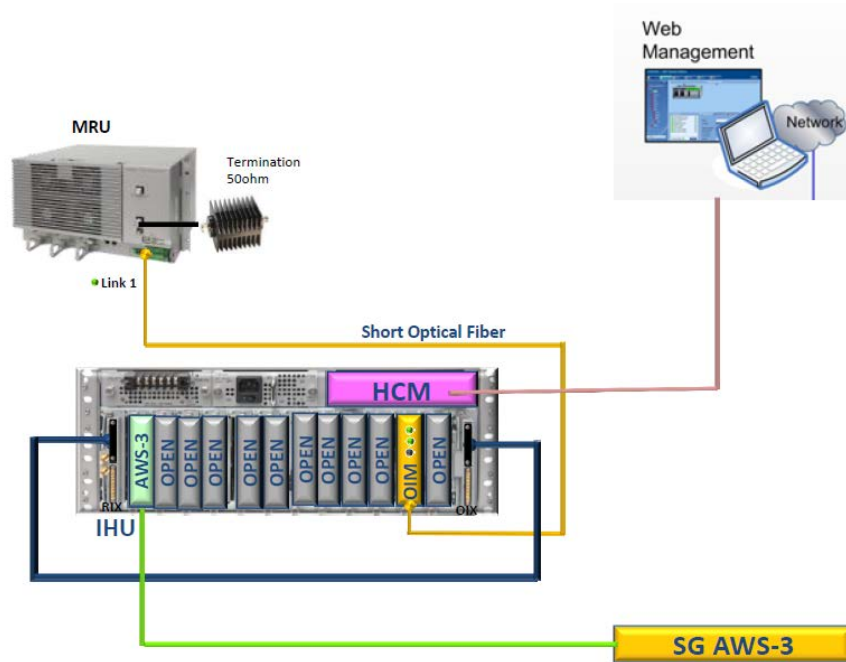 Web
Management
Network
MRU
Termination
50ohm
Link 1
Short Optical Fiber
HCM
AWS-3
OPEN
OPEN
OPEN
OPEN
OPEN
OPEN
OPEN
OPEN
OPEN
OIM
OPEN
RIX
OIX
IHU
SG AWS-3